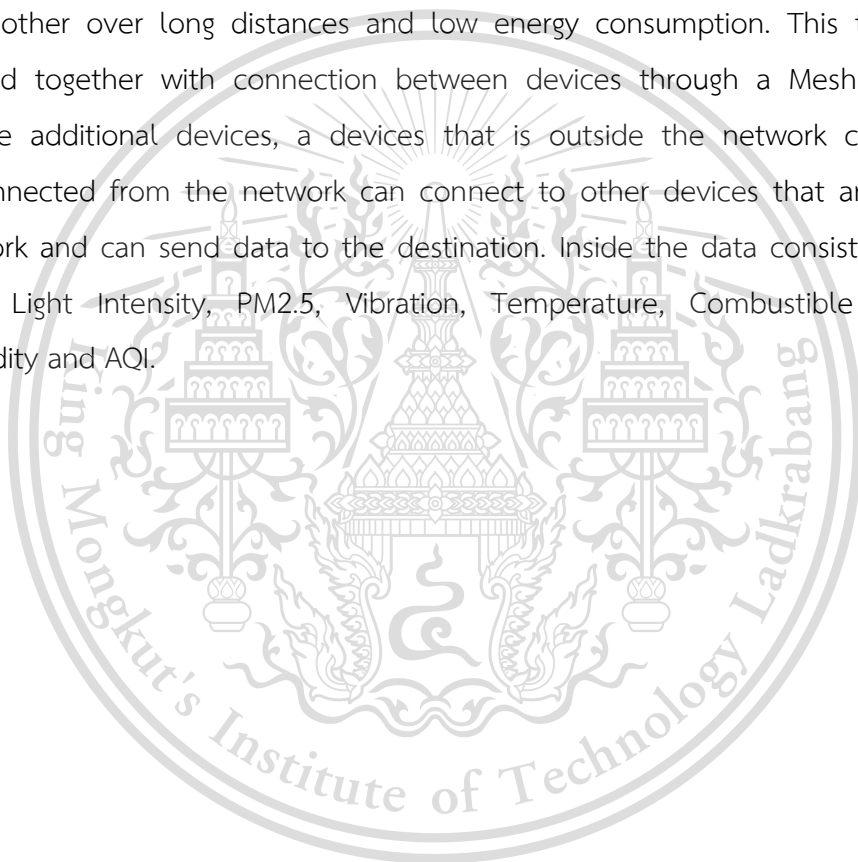 other over long distances and low energy consumption. This
d together with connection between devices through a Mesh
e additional devices, a devices that is outside the network
nnected from the network can connect to other devices that
rk and can send data to the destination. Inside the data consist
Light Intensity, PM2.5, Vibration, Temperature, Combustible
dity and AQI.
King Mongkut's Institute of Technology Ladkrabang